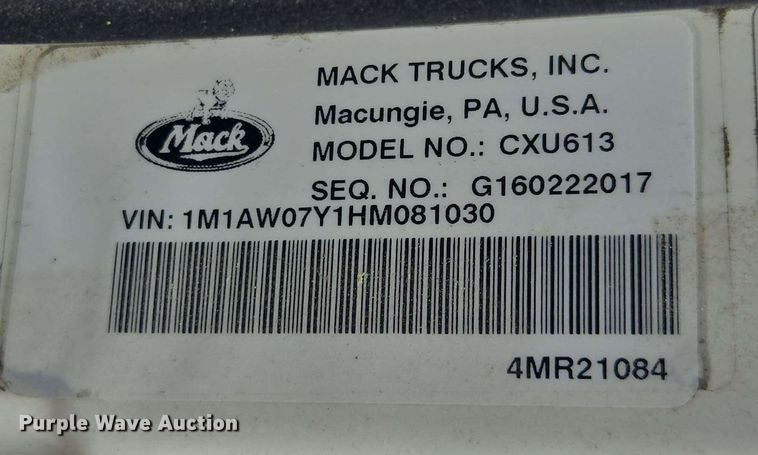 MACK TRUCKS, INC.
Macungie, PA, U.S.A.
Mack
MODEL NO.: CXU613
SEQ. NO.: G160222017
VIN: 1M1AW07Y1HM081030
4MR21084
Purple Wave Auction